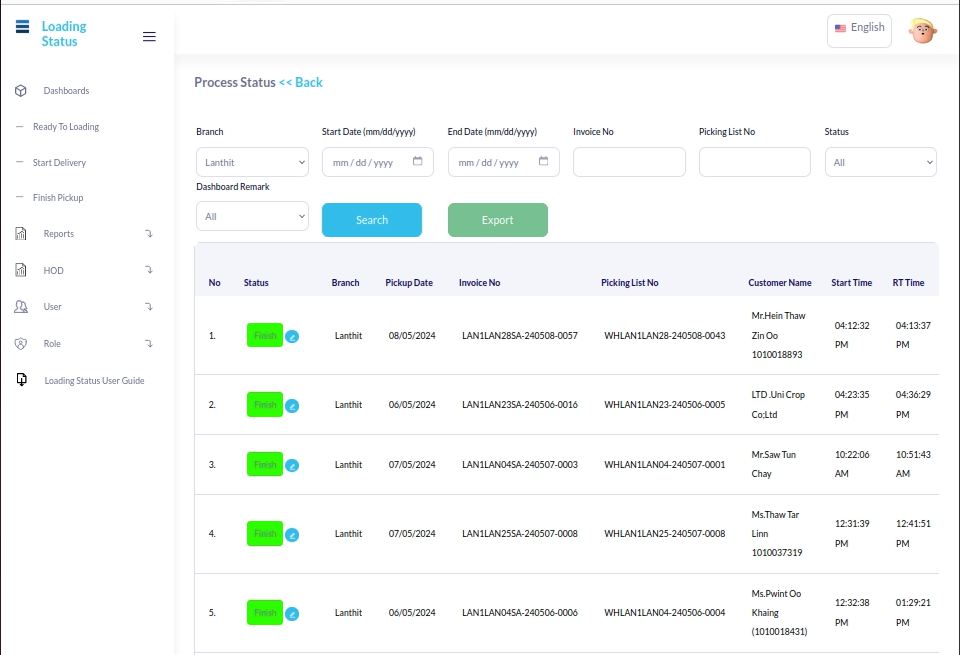 Loading
Status
English
Dashboards
Ready To Loading
Start Delivery
Finish Pickup
Reports
HOD
User
Role
Loading Status User Guide
Process Status << Back
Branch Start Date (mm/dd/yyyy) End Date (mm/dd/yyyy) Invoice No Picking List No Status
Lanthit mm / dd / yyyy mm / dd / yyyy All
Dashboard Remark
All Search Export
No Status Branch Pickup Date Invoice No Picking List No Customer Name Start Time RT Time
Mr.Hein Thaw
04:12:32 04:13:37
1. Finish Lanthit 08/05/2024 LAN1LAN28SA-240508-0057 WHLAN1LAN28-240508-0043 Zin Oo
PM PM
1010018893
LTD .Uni Crop 04:23:35 04:36:29
2. Finish Lanthit 06/05/2024 LAN1LAN23SA-240506-0016 WHLAN1LAN23-240506-0005
Co;Ltd PM PM
Mr.Saw Tun 10:22:06 10:51:43
3. Finish Lanthit 07/05/2024 LAN1LAN04SA-240507-0003 WHLAN1LAN04-240507-0001
Chay AM AM
Ms.Thaw Tar
12:31:39 12:41:51
4. Finish Lanthit 07/05/2024 LAN1LAN25SA-240507-0008 WHLAN1LAN25-240507-0008 Linn
PM PM
1010037319
Ms.Pwint Oo
12:32:38 01:29:21
5. Finish Lanthit 06/05/2024 LAN1LAN04SA-240506-0006 WHLAN1LAN04-240506-0004 Khaing
PM PM
(1010018431)